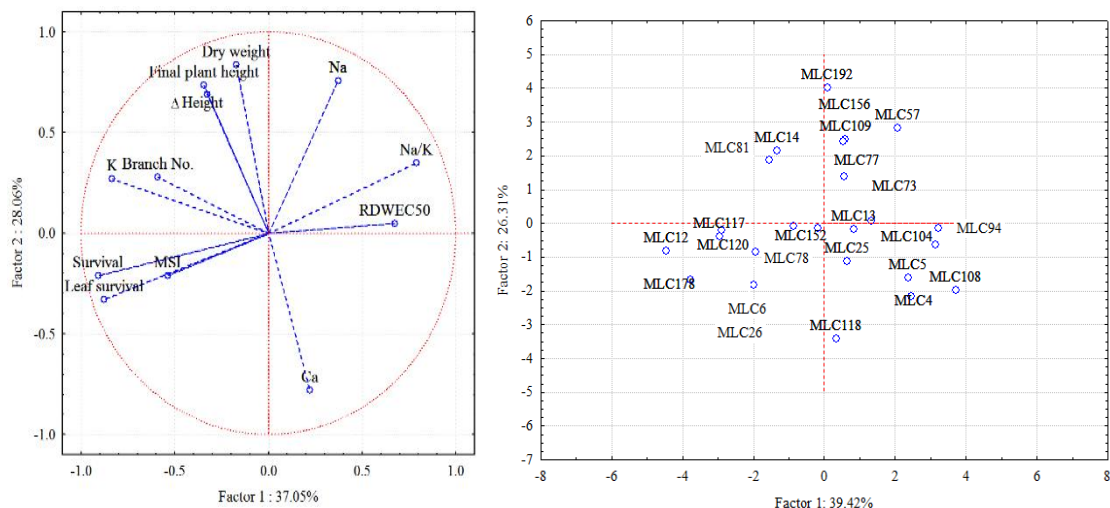 1.0
0.5
0.0
-0.5
-1.0
Factor 2 : 28.06%
Dry weight
Final plant height
Na
Δ Height
Na/K
K
Branch No.
RDWEC50
Survival
MSI
Leaf survival
Ca
-1.0 -0.5 0.0 0.5 1.0
Factor 1 : 37.05%
6
5
4
3
2
1
0
-1
-2
-3
-4
-5
-6
-7
Factor 2: 26.31%
MLC192
MLC156
MLC57
MLC14
MLC109
MLC81
MLC77
MLC73
MLC117
MLC13
MLC12
MLC120
MLC152
MLC104
MLC94
MLC78
MLC25
MLC178
MLC5
MLC108
MLC6
MLC4
MLC26
MLC118
-8 -6 -4 -2 0 2 4 6 8
Factor 1: 39.42%